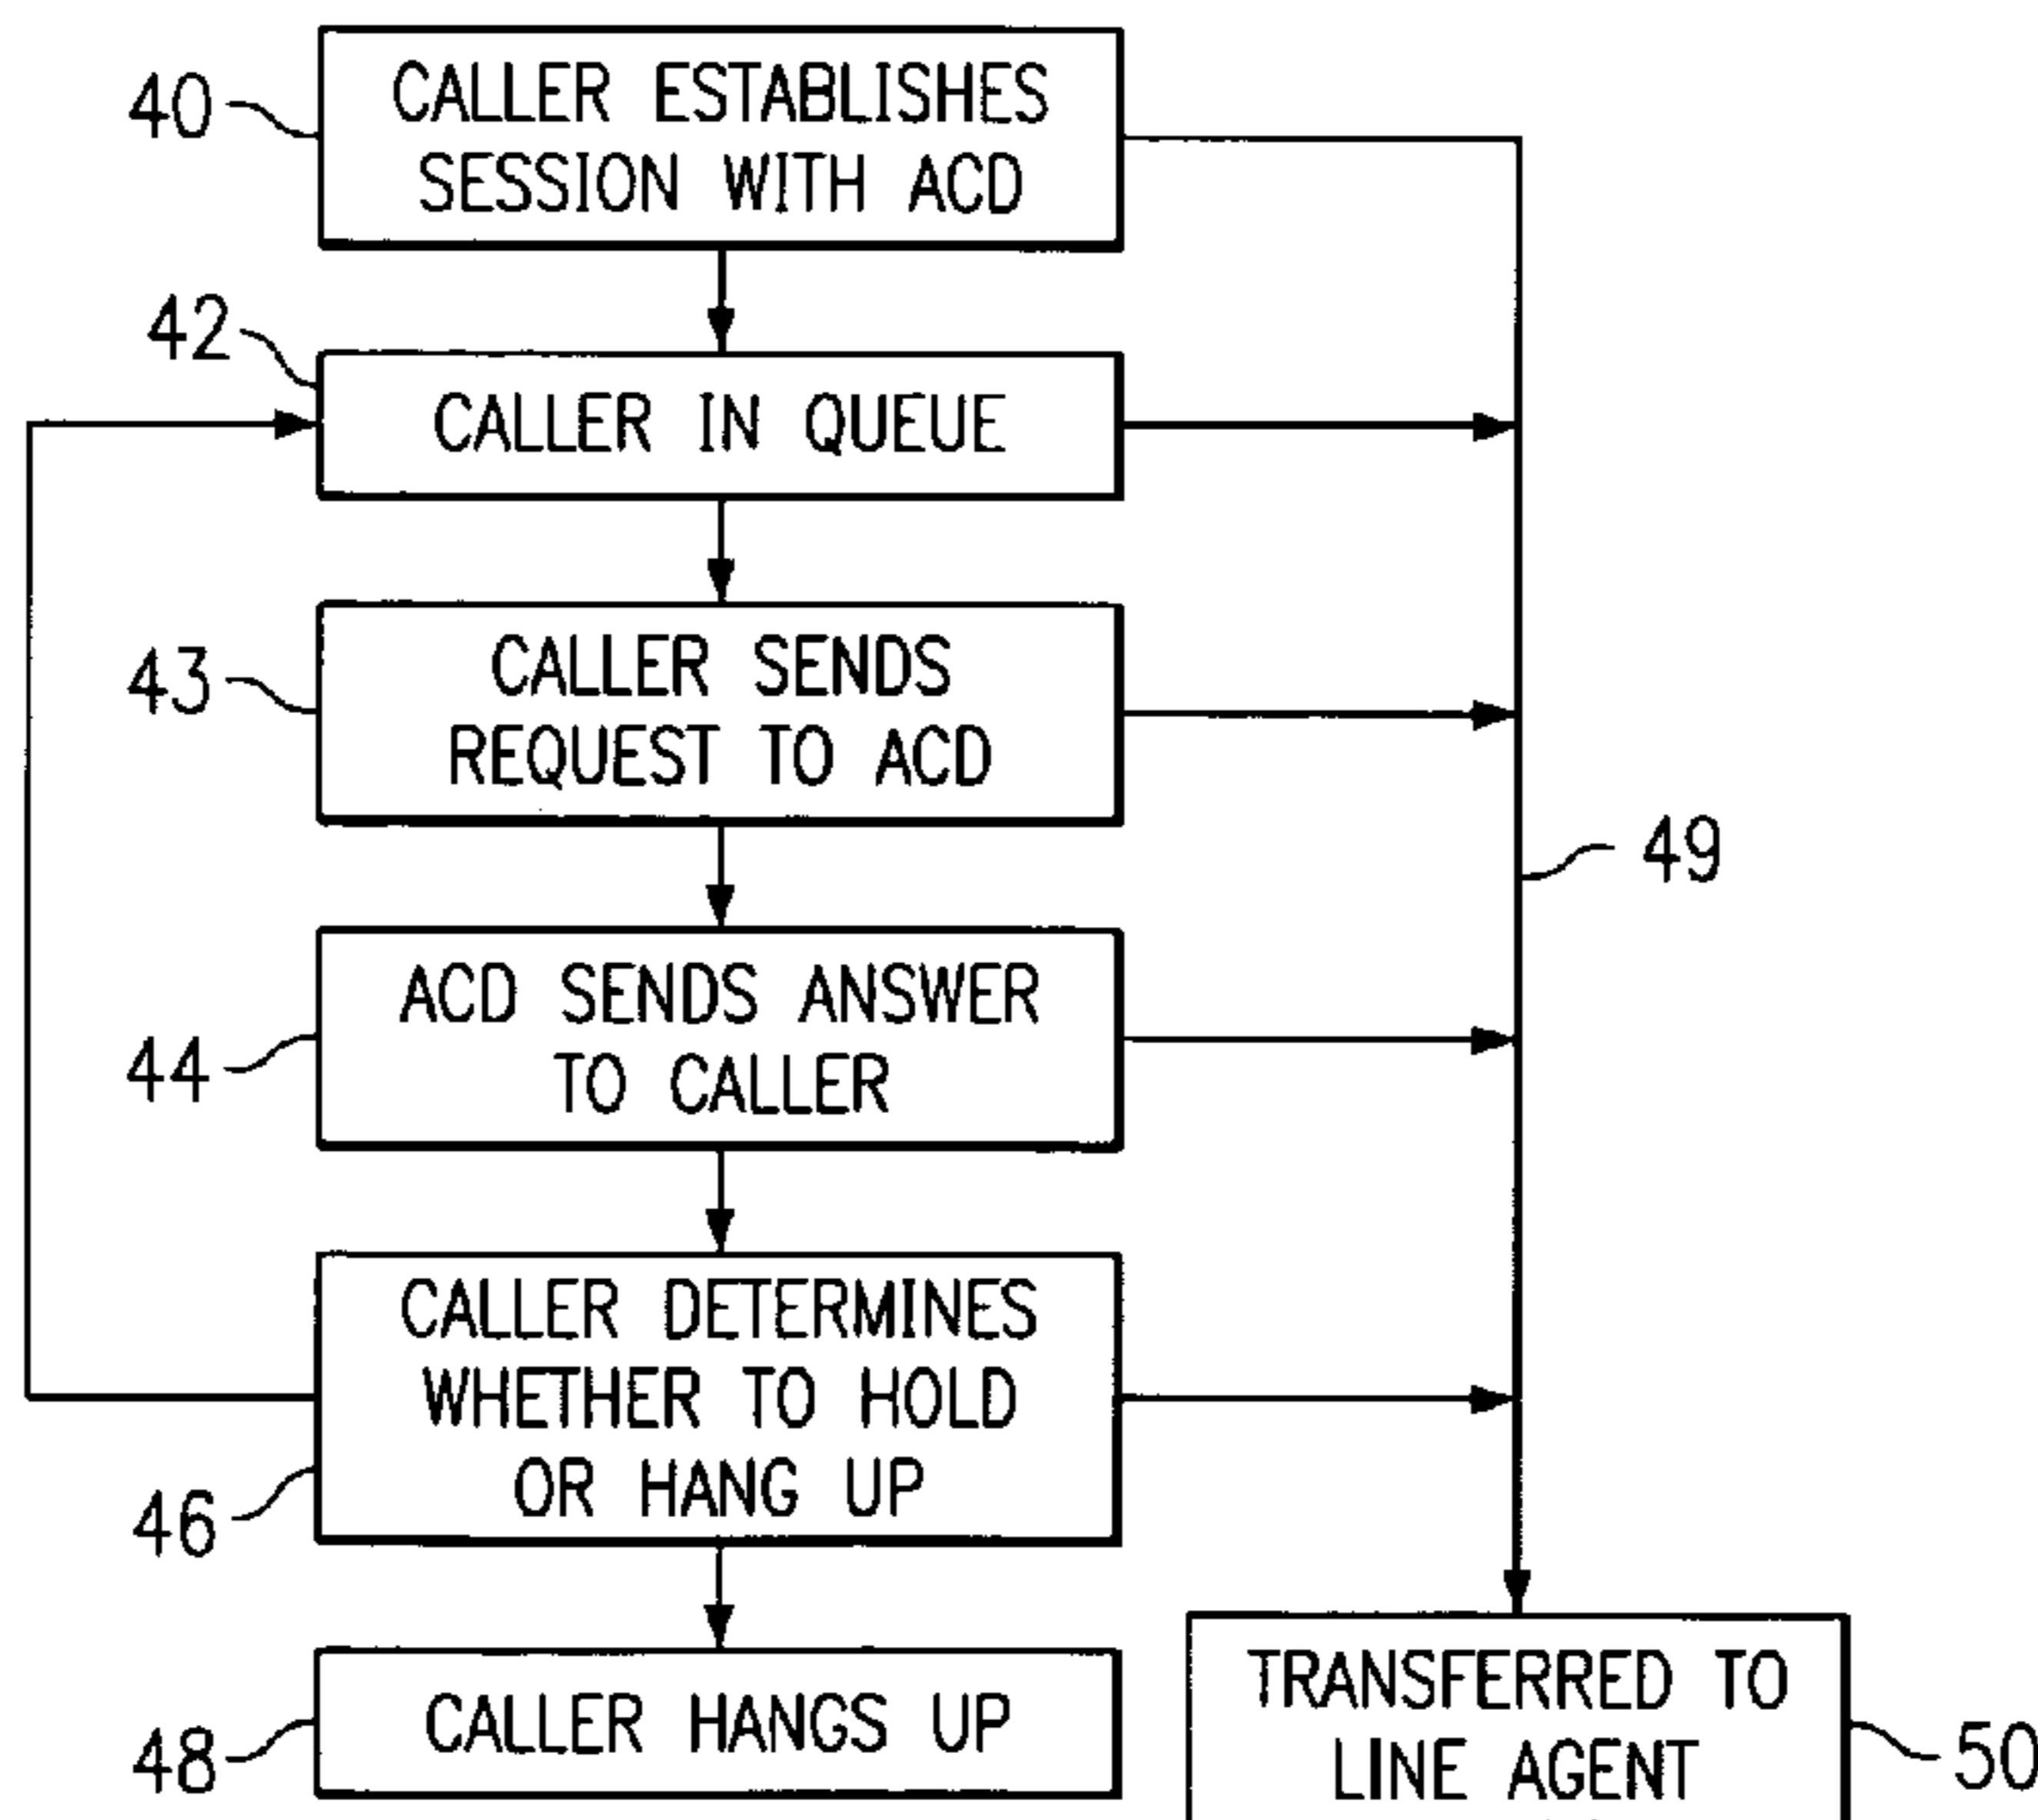 40
CALLER ESTABLISHES
SESSION WITH ACD
42
CALLER IN QUEUE
43
CALLER SENDS
REQUEST TO ACD
49
44
ACD SENDS ANSWER
TO CALLER
46
CALLER DETERMINES
WHETHER TO HOLD
OR HANG UP
48
CALLER HANGS UP
TRANSFERRED TO
LINE AGENT
50